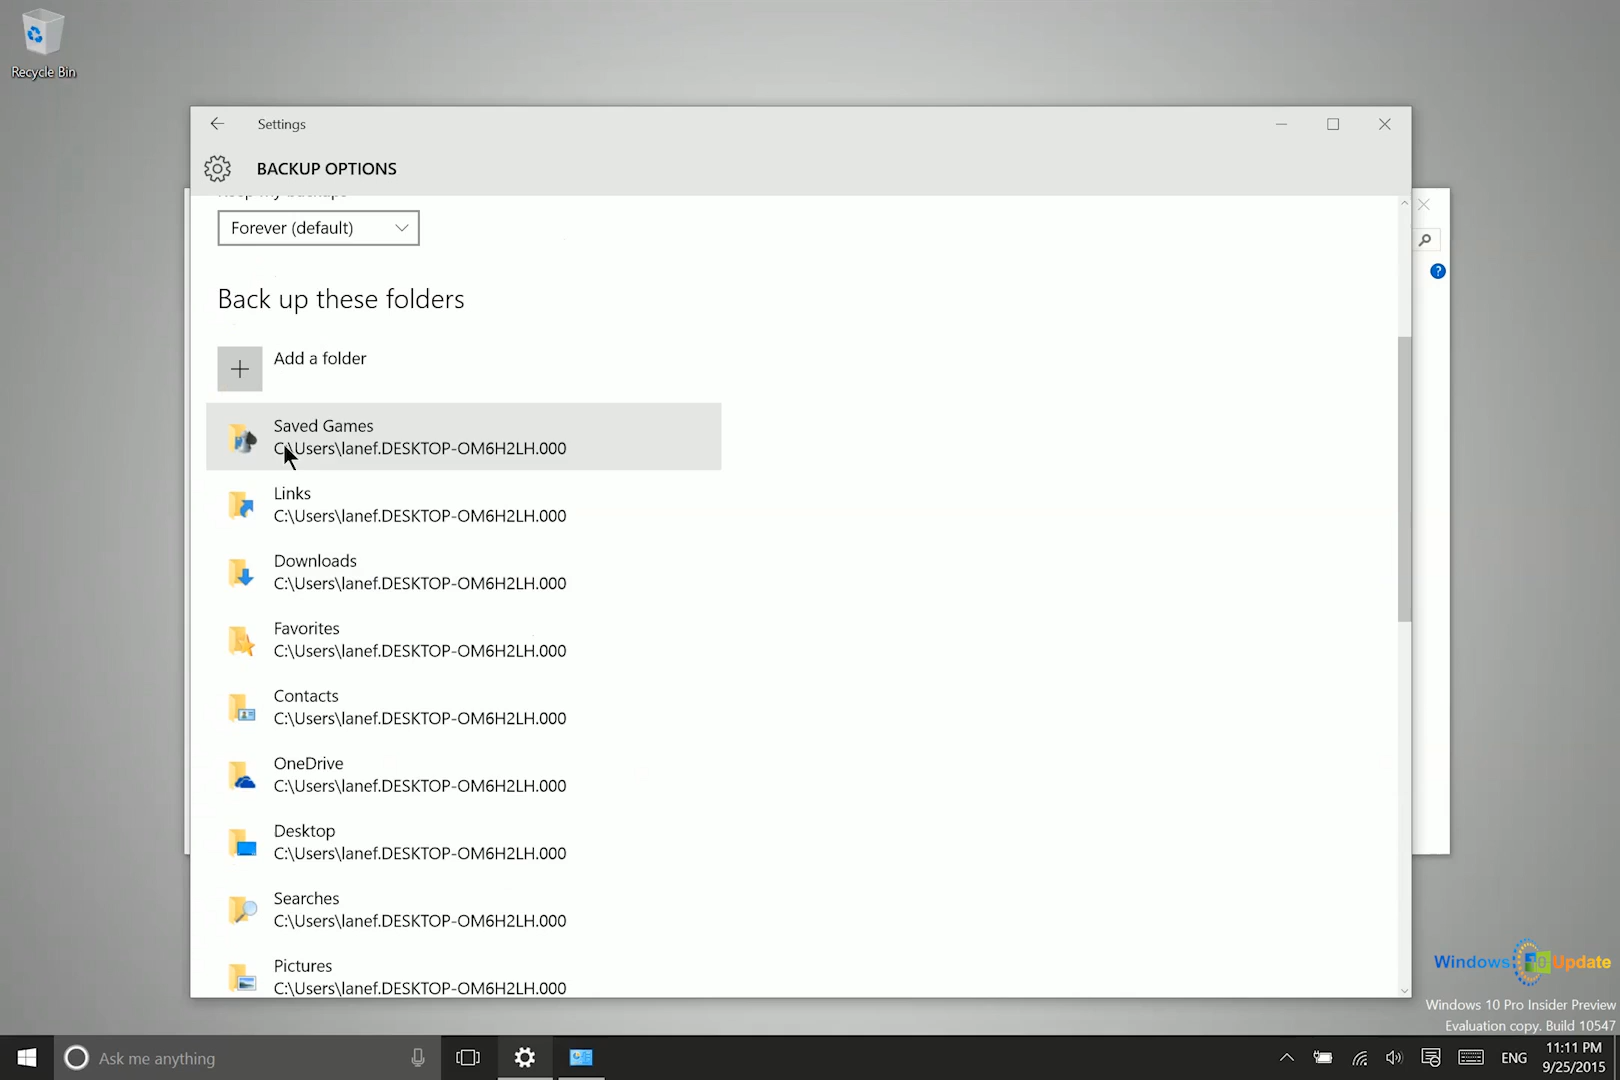 Recycle Bin
Settings
BACKUP OPTIONS
Keep my backups
Forever (default)
Back up these folders
Add a folder
Saved Games
C:\Users\lanef.DESKTOP-OM6H2LH.000
Links
C:\Users\lanef.DESKTOP-OM6H2LH.000
Downloads
C:\Users\lanef.DESKTOP-OM6H2LH.000
Favorites
C:\Users\lanef.DESKTOP-OM6H2LH.000
Contacts
C:\Users\lanef.DESKTOP-OM6H2LH.000
OneDrive
C:\Users\lanef.DESKTOP-OM6H2LH.000
Desktop
C:\Users\lanef.DESKTOP-OM6H2LH.000
Searches
C:\Users\lanef.DESKTOP-OM6H2LH.000
Pictures
C:\Users\lanef.DESKTOP-OM6H2LH.000
Windows 10 Update
Windows 10 Pro Insider Preview
Evaluation copy. Build 10547
Ask me anything
ENG
11:11 PM
9/25/2015